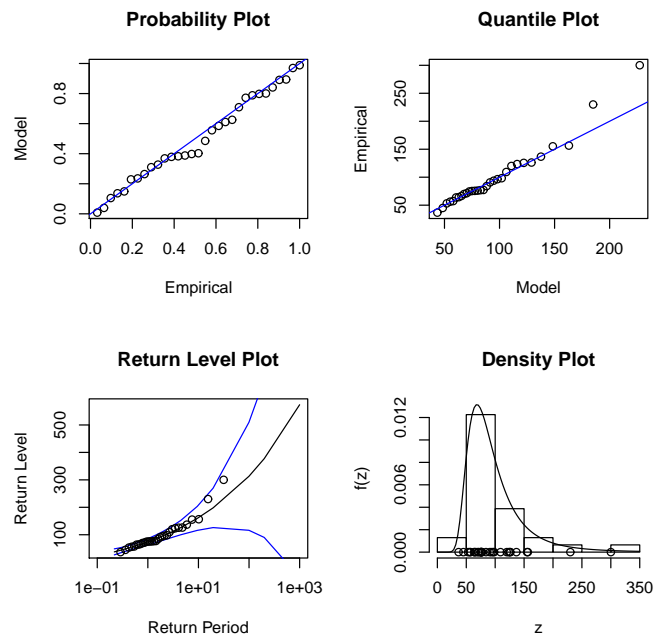 Probability Plot
Model
0.0 0.4 0.8
0.0 0.2 0.4 0.6 0.8 1.0
Empirical
Quantile Plot
Empirical
50 150 250
50 100 150 200
Model
Return Level Plot
Return Level
100 300 500
1e−01 1e+01 1e+03
Return Period
Density Plot
f(z)
0.000 0.006 0.012
0 50 150 250 350
z